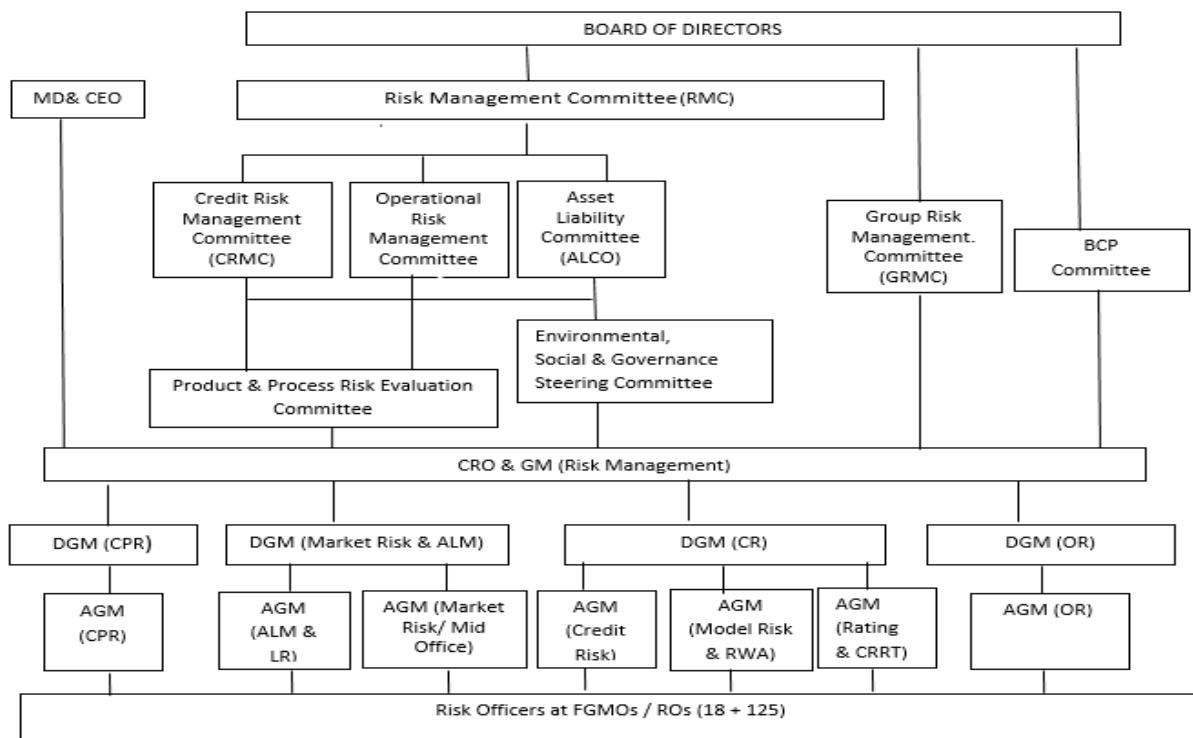 BOARD OF DIRECTORS
MD& CEO
Risk Management Committee (RMC)
Credit Risk
Management
Committee
(CRMC)
Operational
Risk
Management
Committee
Asset
Liability
Committee
(ALCO)
Group Risk
Management.
Committee
(GRMC)
BCP
Committee
Environmental,
Social & Governance
Steering Committee
Product & Process Risk Evaluation
Committee
CRO & GM (Risk Management)
DGM (CPR)
DGM (Market Risk & ALM)
DGM (CR)
DGM (OR)
AGM
(CPR)
AGM
(ALM &
LR)
AGM (Market
Risk/ Mid
Office)
AGM
(Credit
Risk)
AGM
(Model Risk
& RWA)
AGM
(Rating
& CRRT)
AGM (OR)
Risk Officers at FGMOs / ROs (18 + 125)